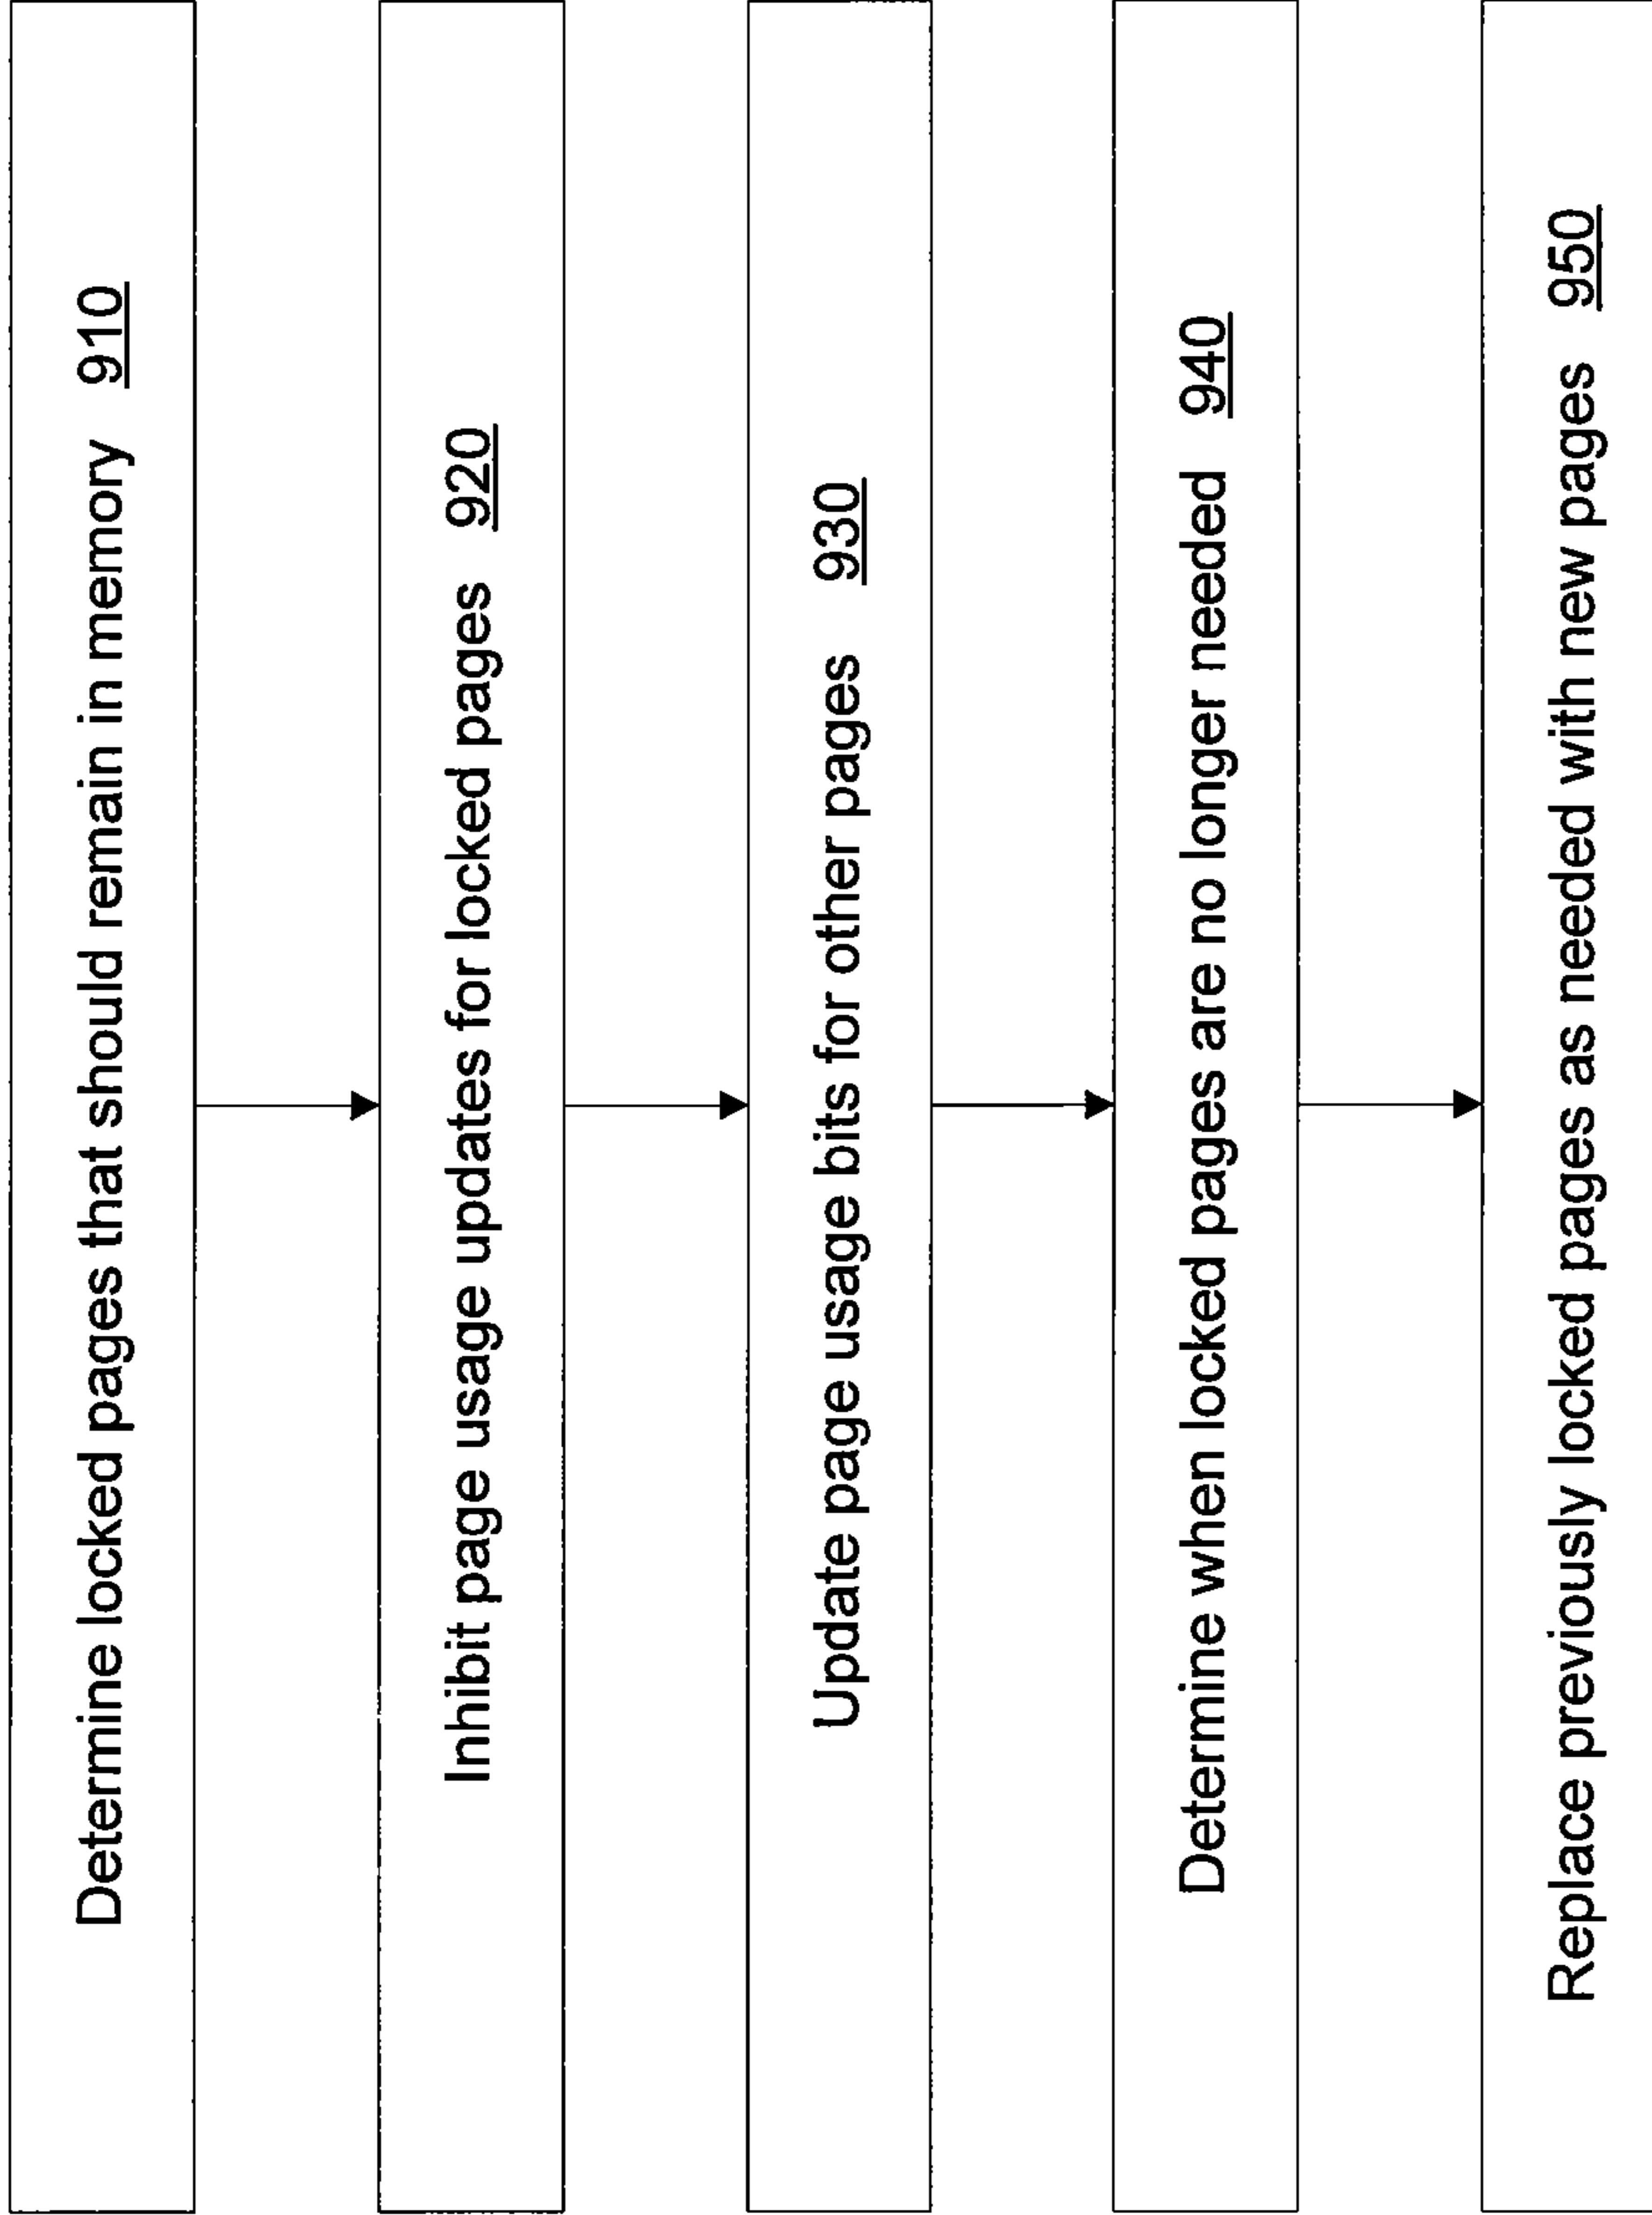 Determine locked pages that should remain in memory 910
Inhibit page usage updates for locked pages 920
Update page usage bits for other pages 930
Determine when locked pages are no longer needed 940
Replace previously locked pages as needed with new pages 950